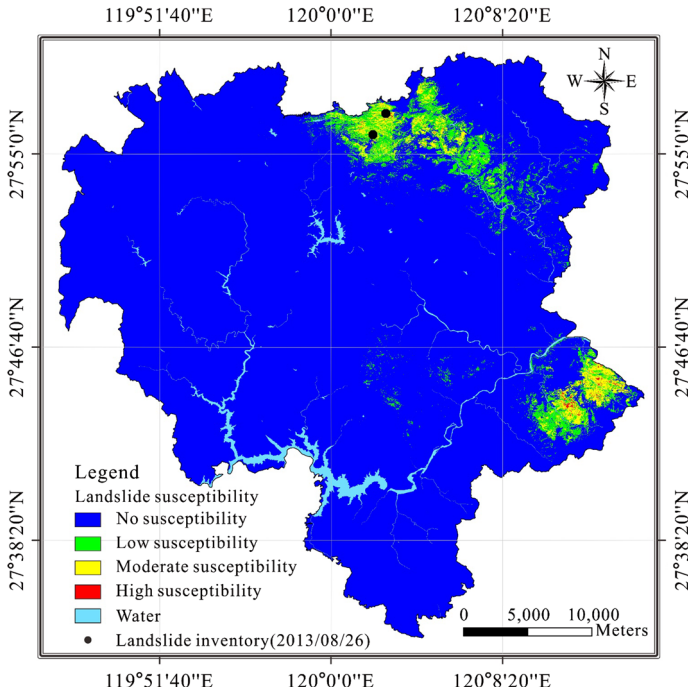 119°51'40"E 120°0'0"E 120°8'20"E
N
W E
S
27°55'0"N 27°55'0"N
27°46'40"N 27°46'40"N
27°38'20"N 27°38'20"N
Legend
Landslide susceptibility
No susceptibility
Low susceptibility
Moderate susceptibility
High susceptibility
Water
Landslide inventory(2013/08/26)
0 5,000 10,000
Meters
119°51'40"E 120°0'0"E 120°8'20"E